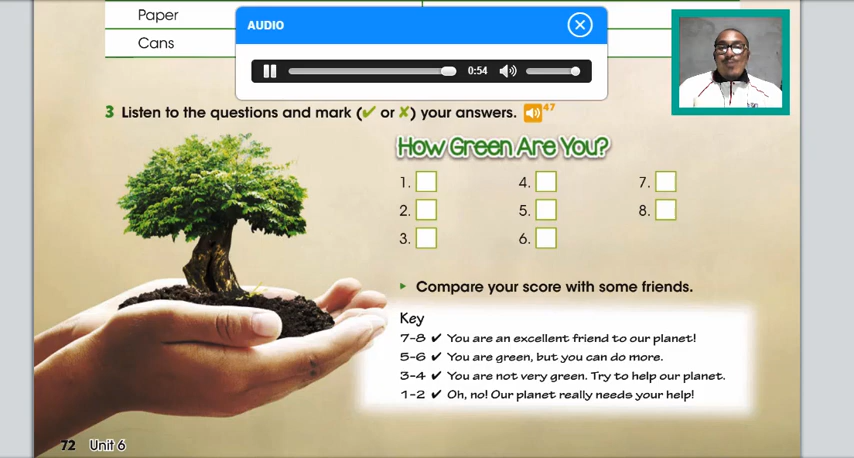 Paper
Cans
AUDIO
0:54
3 Listen to the questions and mark (✔ or ✘) your answers. 47
How Green Are You?
1. 4. 7.
2. 5. 8.
3. 6.
▸ Compare your score with some friends.
Key
7–8 ✔ You are an excellent friend to our planet!
5–6 ✔ You are green, but you can do more.
3–4 ✔ You are not very green. Try to help our planet.
1–2 ✔ Oh, no! Our planet really needs your help!
72 Unit 6